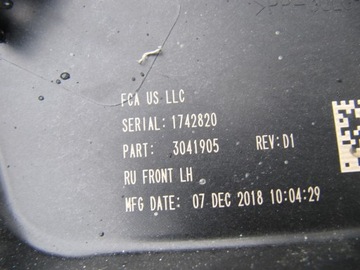 FCA US LLC
SERIAL: 1742820
PART: 3041905 REV: D1
RU FRONT LH
MFG DATE: 07 DEC 2018 10:04:29